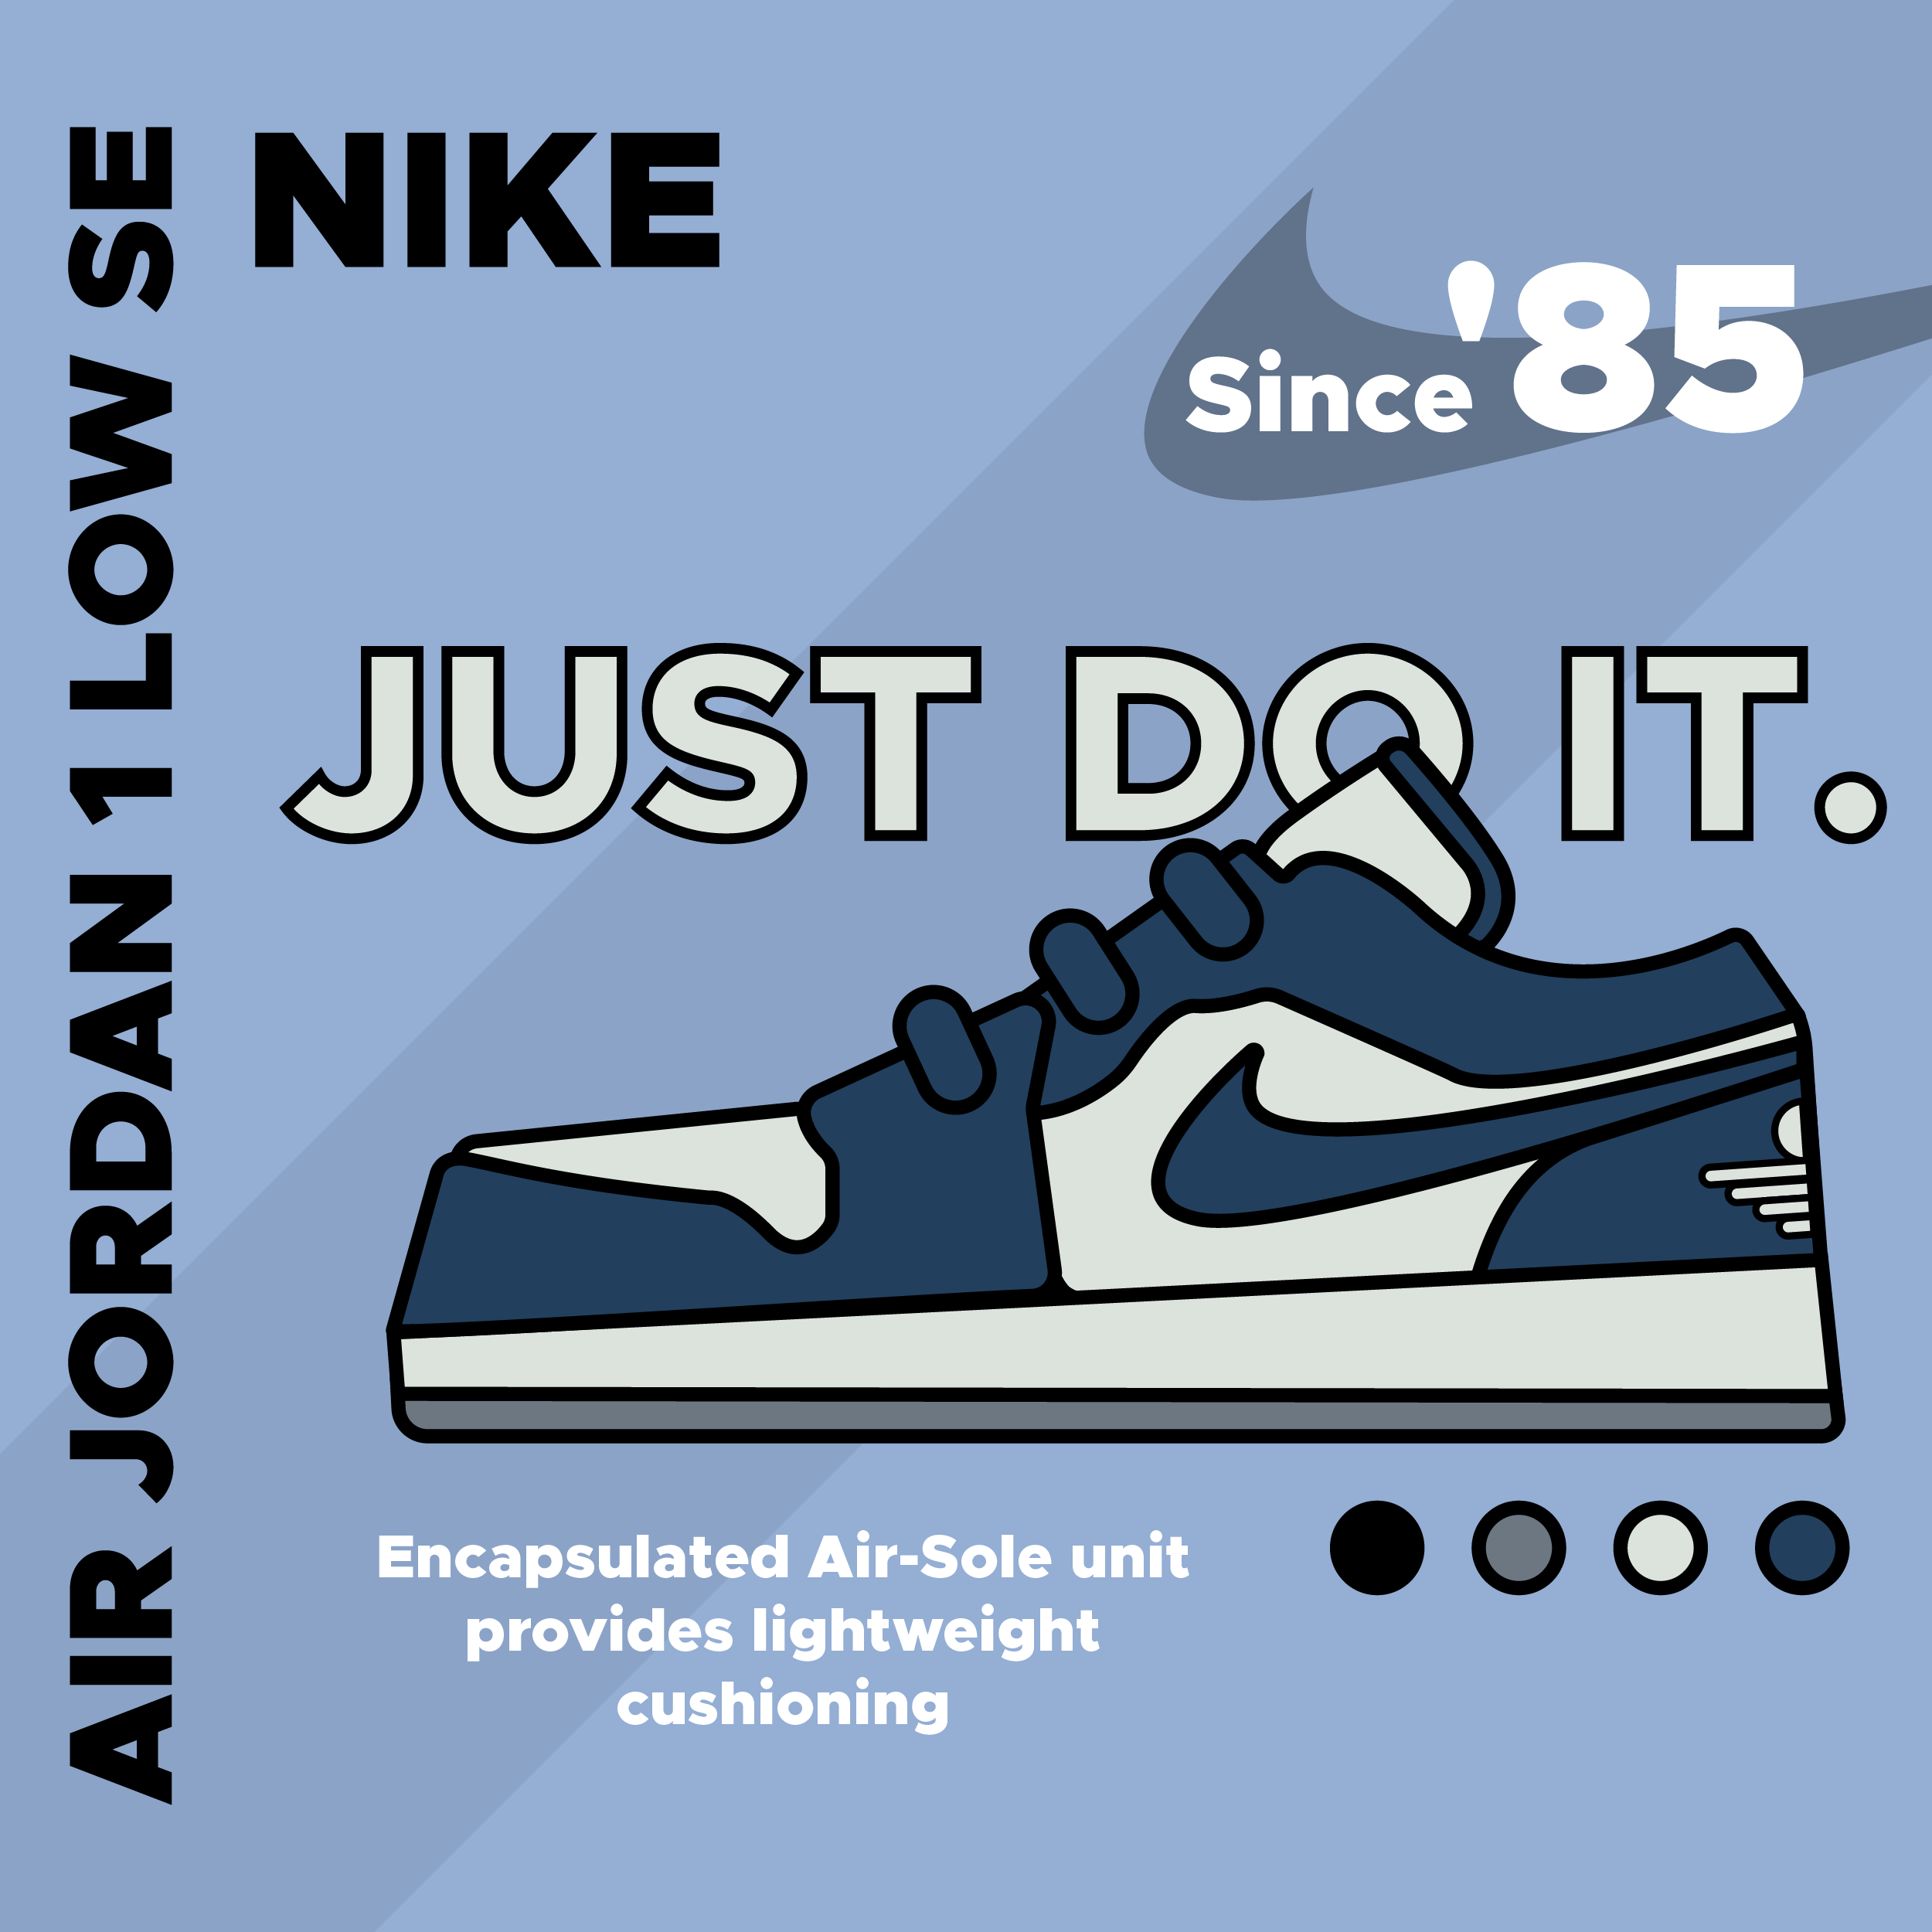 AIR JORDAN 1 LOW SE
NIKE
Since '85
JUST DO IT.
Encapsulated Air-Sole unit
provides lightweight
cushioning